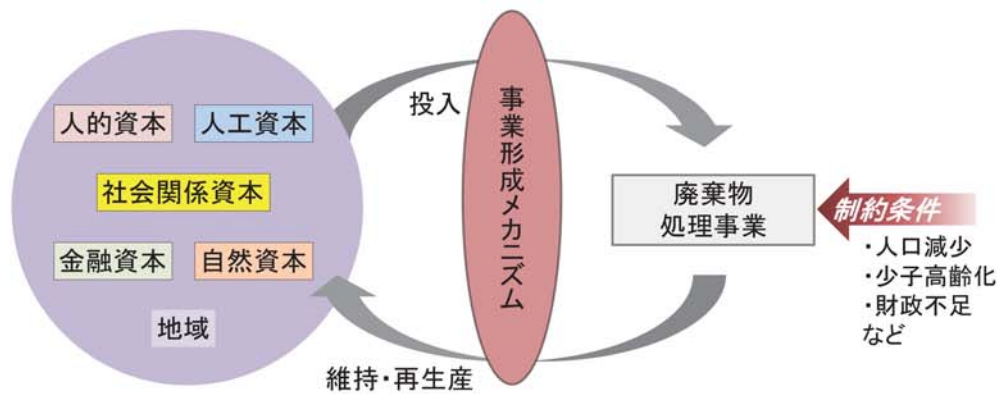 人的資本
人工資本
社会関係資本
金融資本
自然資本
地域
投入
維持・再生産
事業形成メカニズム
廃棄物
処理事業
制約条件
・人口減少
・少子高齢化
・財政不足
など